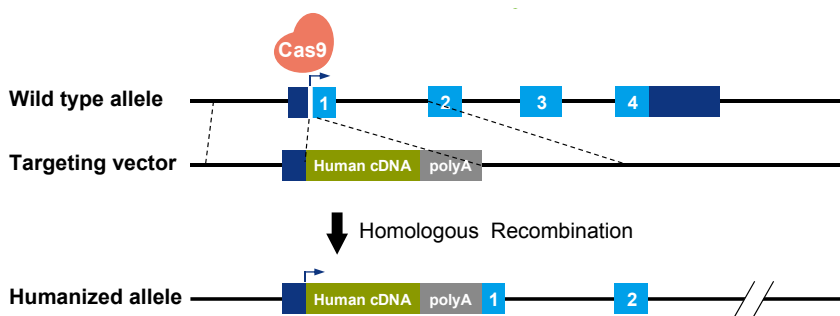 Cas9
Wild type allele 1 2 3 4
Targeting vector Human cDNA polyA
Homologous Recombination
Humanized allele Human cDNA polyA 1 2